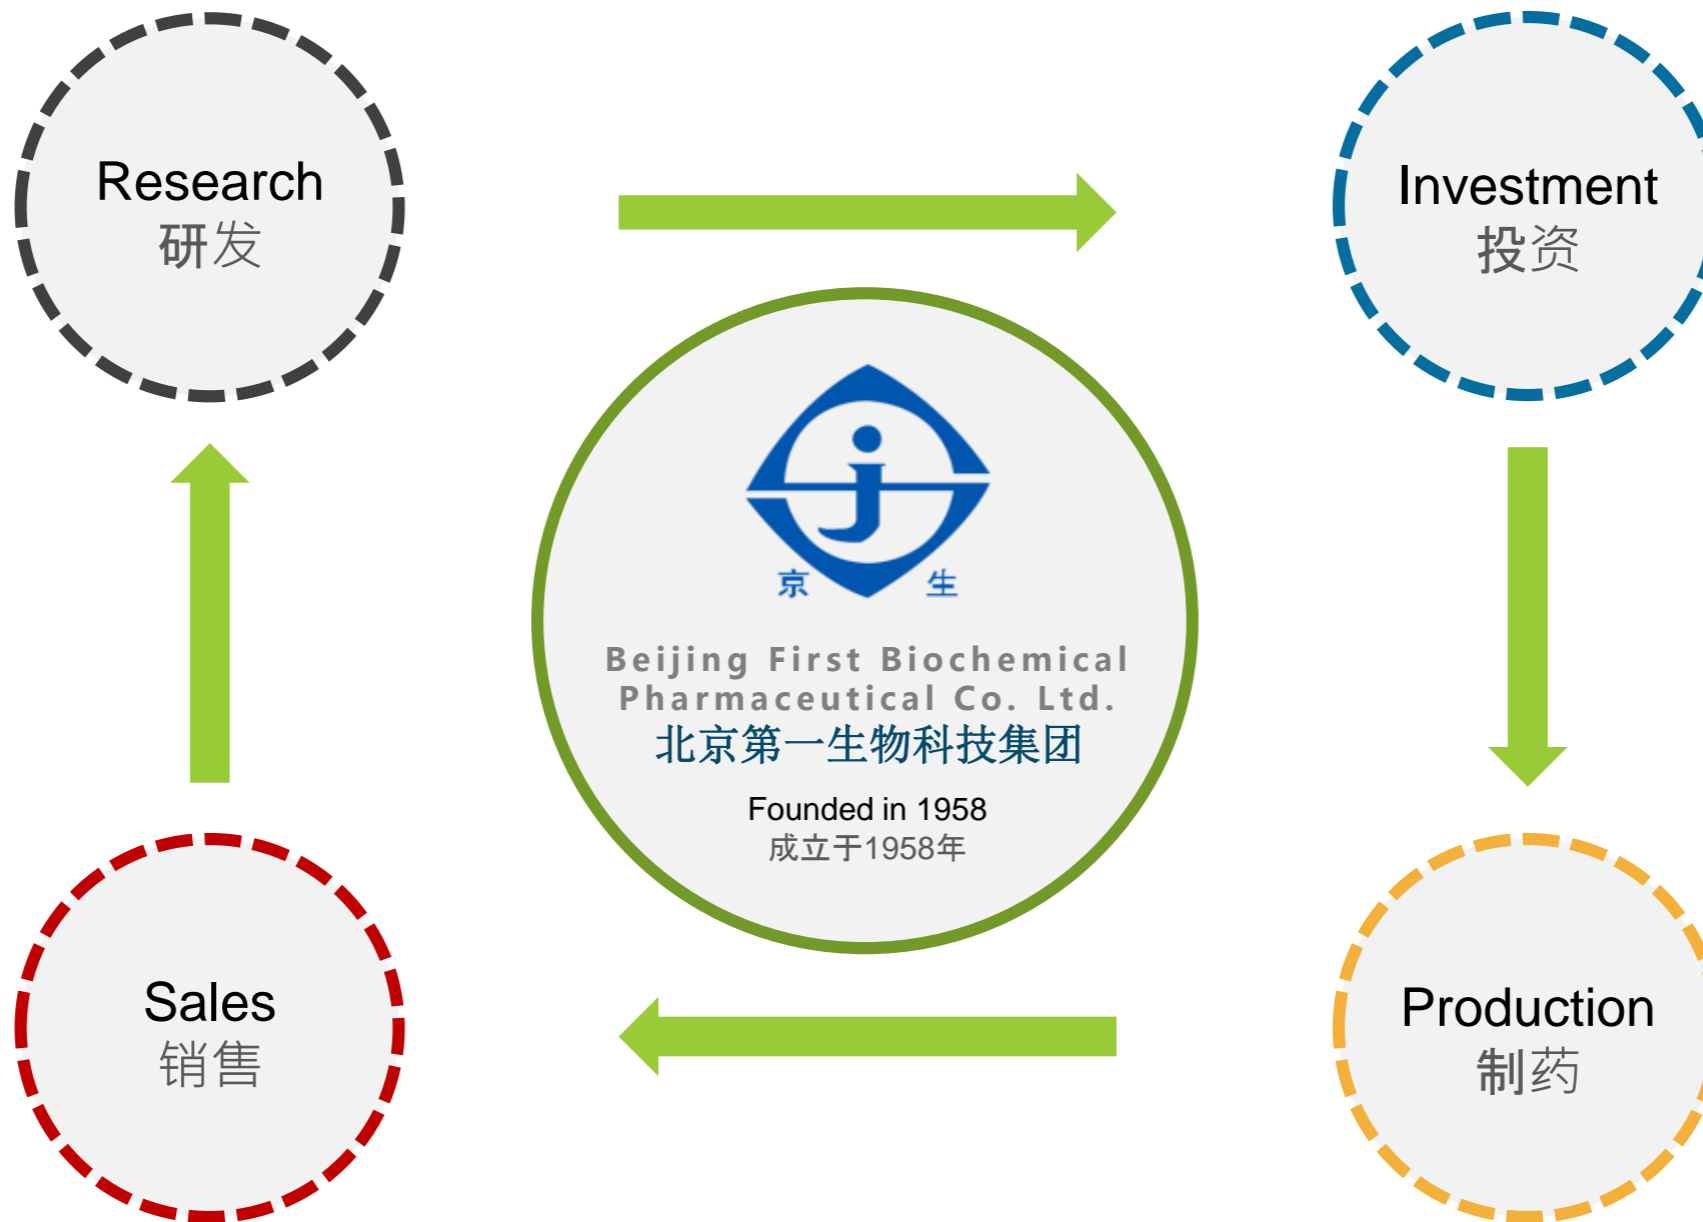 Research
研发
Investment
投资
京 生
Beijing First Biochemical
Pharmaceutical Co. Ltd.
北京第一生物科技集团
Founded in 1958
成立于1958年
Sales
销售
Production
制药